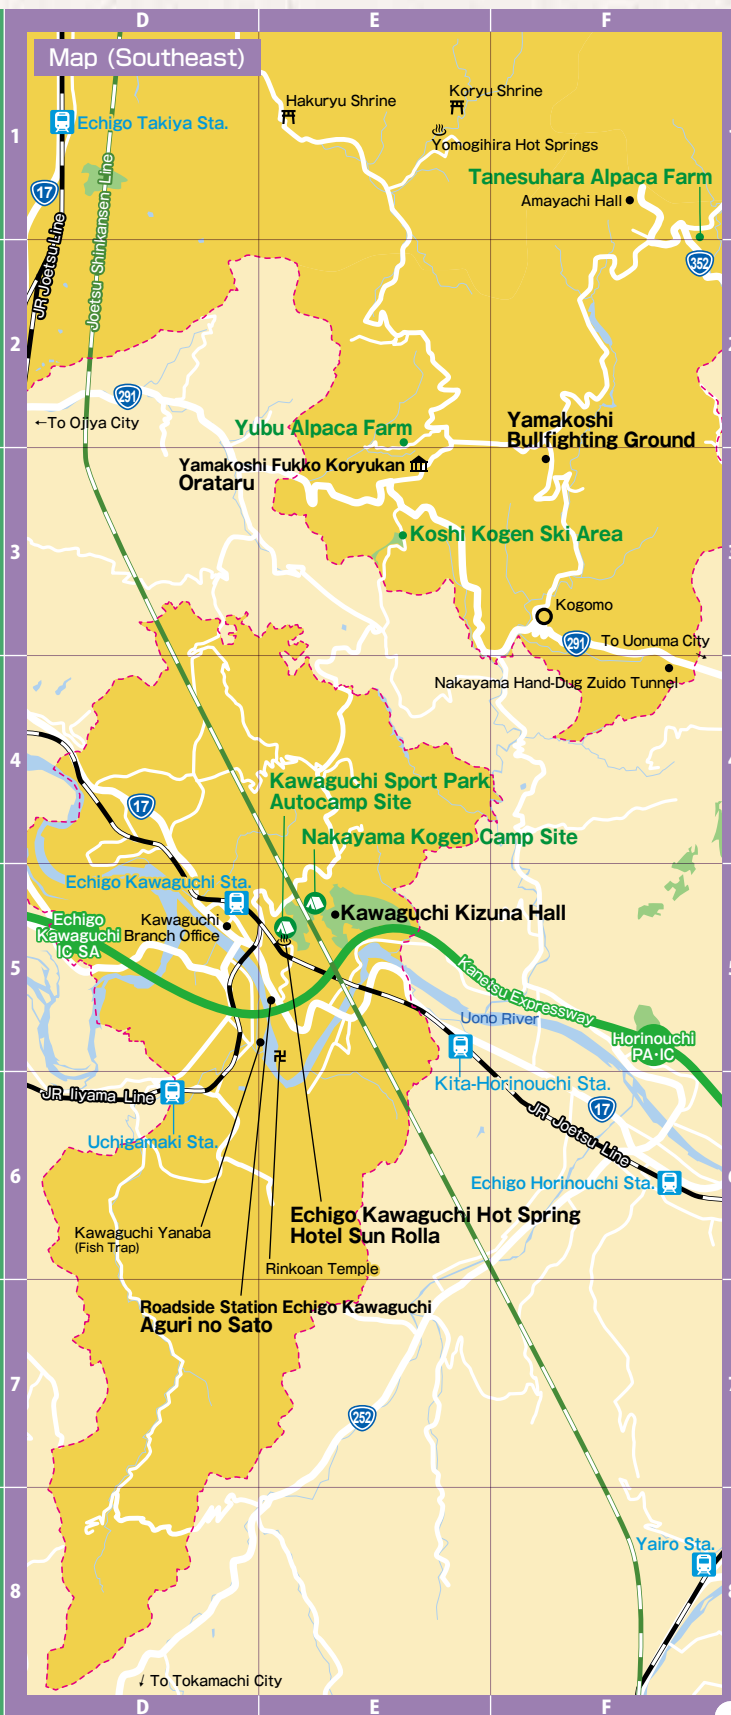 D
E
F
Map (Southeast)
Hakuryu Shrine
Koryu Shrine
1
Echigo Takiya Sta.
Yomogihira Hot Springs
Tanesuhara Alpaca Farm
17
Amayachi Hall
Joetsu Shinkansen Line
JR Joetsu Line
352
2
291
←To Ojiya City
Yubu Alpaca Farm
Yamakoshi
Bullfighting Ground
Yamakoshi Fukko Koryukan
Orataru
Koshi Kogen Ski Area
3
Kogomo
291
To Uonuma City
→
Nakayama Hand-Dug Zuido Tunnel
4
Kawaguchi Sport Park
Autocamp Site
17
Nakayama Kogen Camp Site
Echigo Kawaguchi Sta.
Echigo
Kawaguchi
IC SA
Kawaguchi
Branch Office
Kawaguchi Kizuna Hall
5
Kanetsu Expressway
Uono River
Horinouchi
PA·IC
卍
Kita-Horinouchi Sta.
JR Iiyama Line
17
JR Joetsu Line
Uchigamaki Sta.
6
Echigo Horinouchi Sta.
Kawaguchi Yanaba
(Fish Trap)
Echigo Kawaguchi Hot Spring
Hotel Sun Rolla
Rinkoan Temple
Roadside Station Echigo Kawaguchi
Aguri no Sato
7
252
Yairo Sta.
8
↓ To Tokamachi City
D
E
F